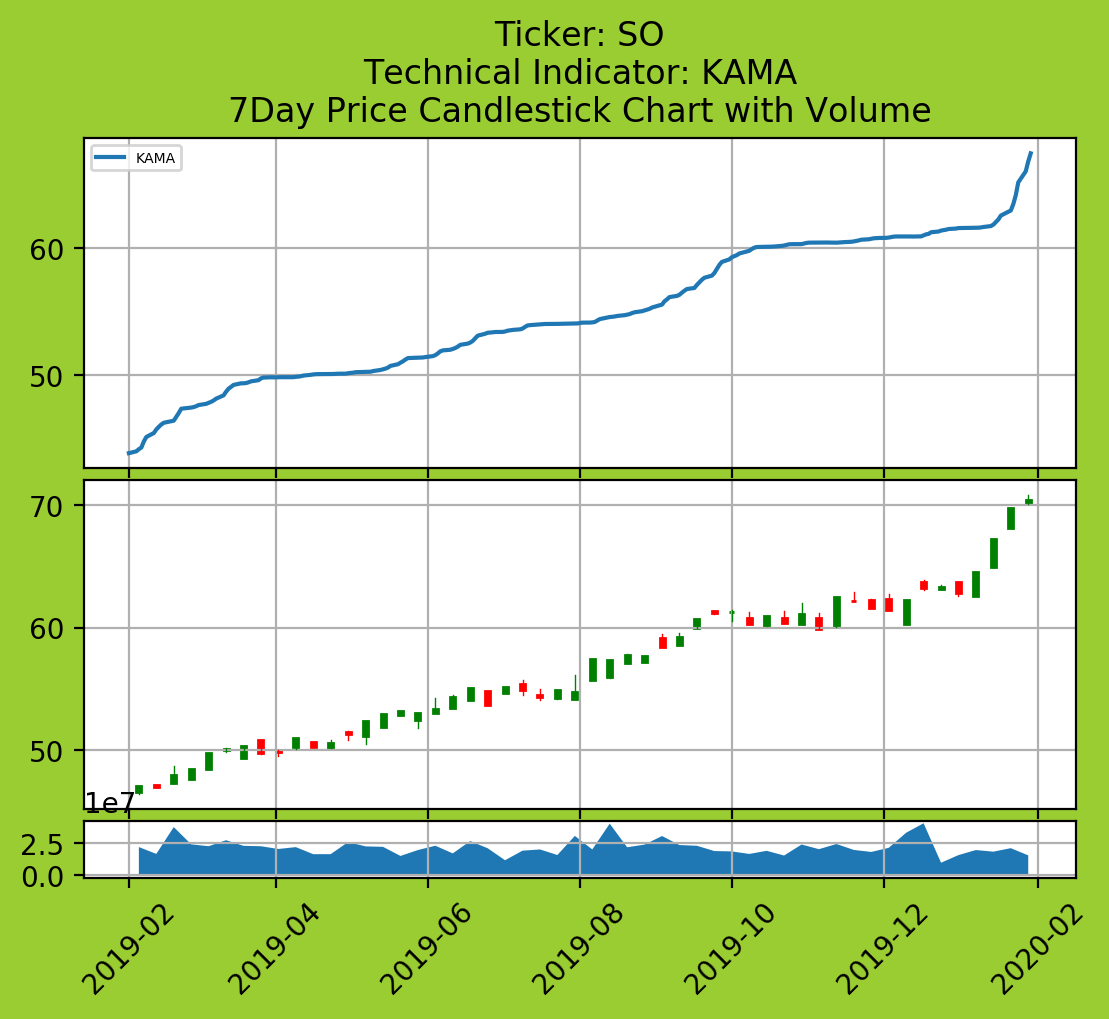 Ticker: SO
Technical Indicator: KAMA
7Day Price Candlestick Chart with Volume
KAMA
60
50
70
60
50
1e7
2.5
0.0
2019-02
2019-04
2019-06
2019-08
2019-10
2019-12
2020-02